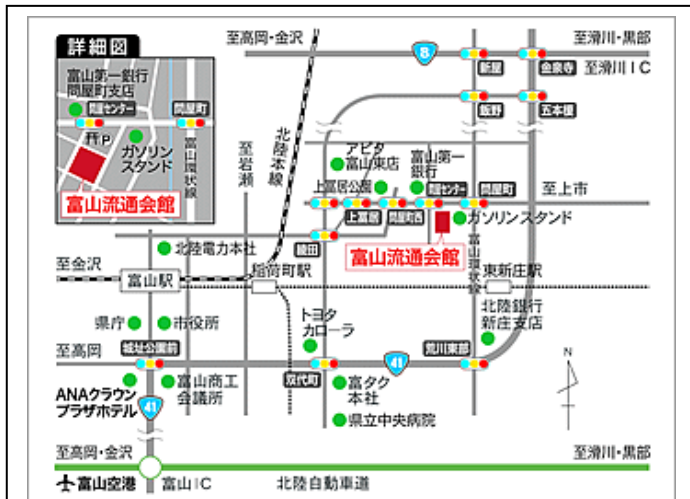 詳細図
富山第一銀行
問屋町支店
問屋センター
問屋町
P
ガソリン
スタンド
富山環状線
富山流通会館
至高岡・金沢
8
新屋
金泉寺
至滑川・黒部
至滑川IC
飯野
五本榎
北陸本線
至岩瀬
アピタ
富山東店
富山第一
銀行
上冨居公園
問屋センター
問屋町
至上市
上冨居
問屋町西
ガソリンスタンド
富山流通会館
北陸電力本社
至金沢
富山駅
稲荷町駅
富山環状線
東新庄駅
県庁
市役所
トヨタ
カローラ
北陸銀行
新庄支店
至高岡
城址公園前
双代町
41
荒川東部
N
ANAクラウン
プラザホテル
富山商工
会議所
富タク
本社
41
県立中央病院
至高岡・金沢
至滑川・黒部
富山空港
富山IC
北陸自動車道